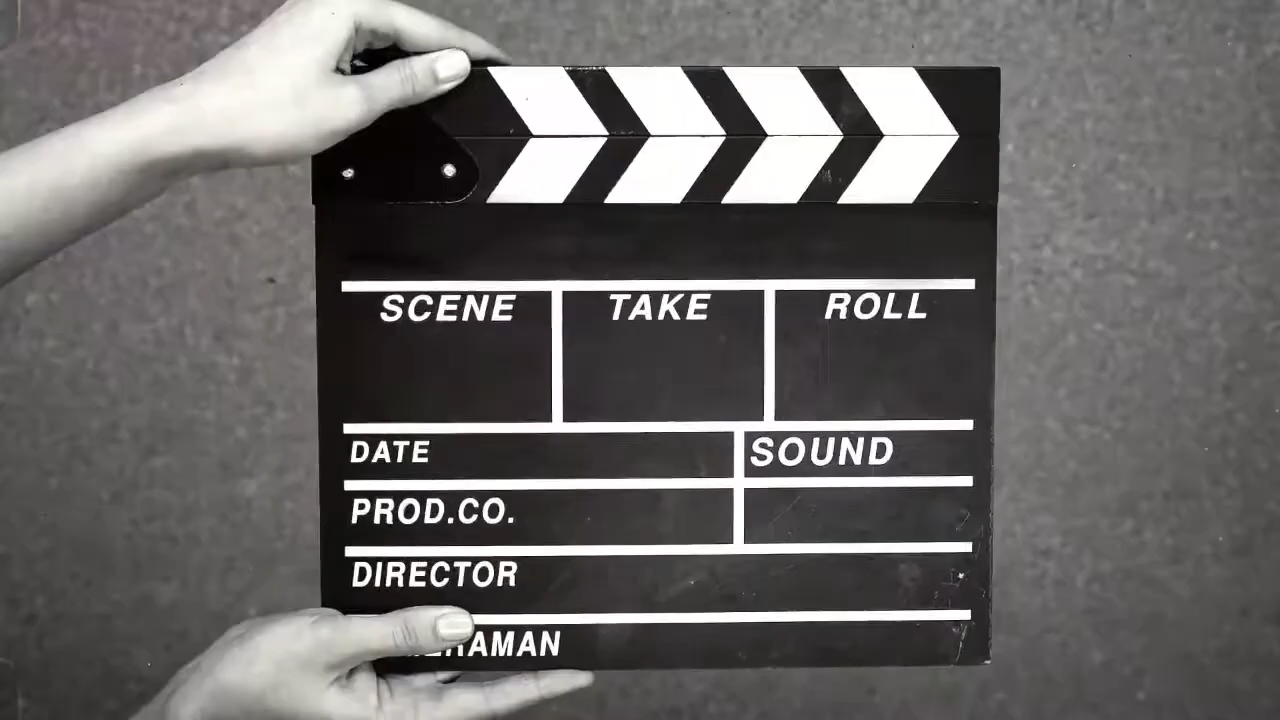 SCENE TAKE ROLL
DATE SOUND
PROD.CO.
DIRECTOR